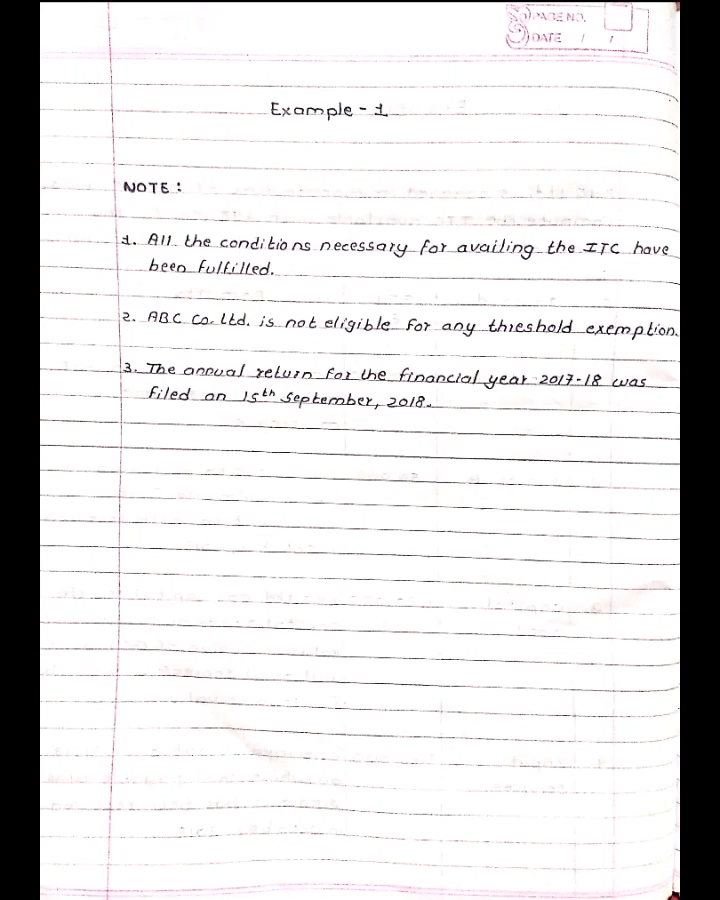 PAGE NO.
DATE / /
Example - 1
NOTE :
1. All the conditions necessary for availing the ITC have
been fulfilled.
2. ABC Co. Ltd. is not eligible for any threshold exemption.
3. The annual return for the financial year 2017-18 was
filed on 15th September, 2018.